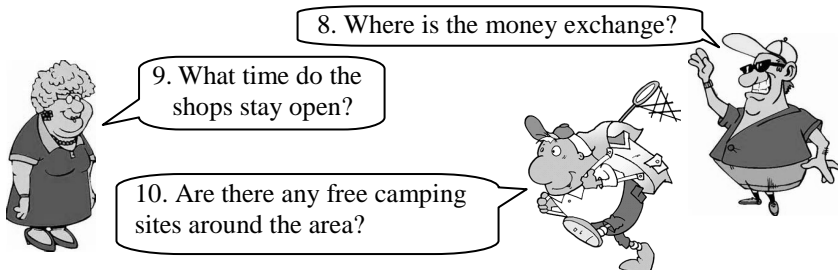 8. Where is the money exchange?
9. What time do the
shops stay open?
10. Are there any free camping
sites around the area?